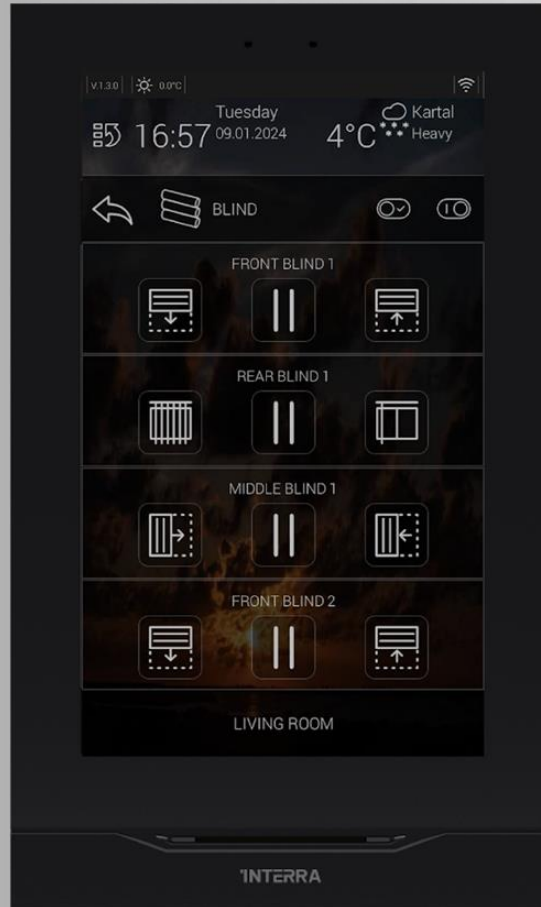 V.1.3.0 0.0°C
Tuesday
16:57 09.01.2024 4°C Kartal
Heavy
BLIND
FRONT BLIND 1
REAR BLIND 1
MIDDLE BLIND 1
FRONT BLIND 2
LIVING ROOM
INTERRA